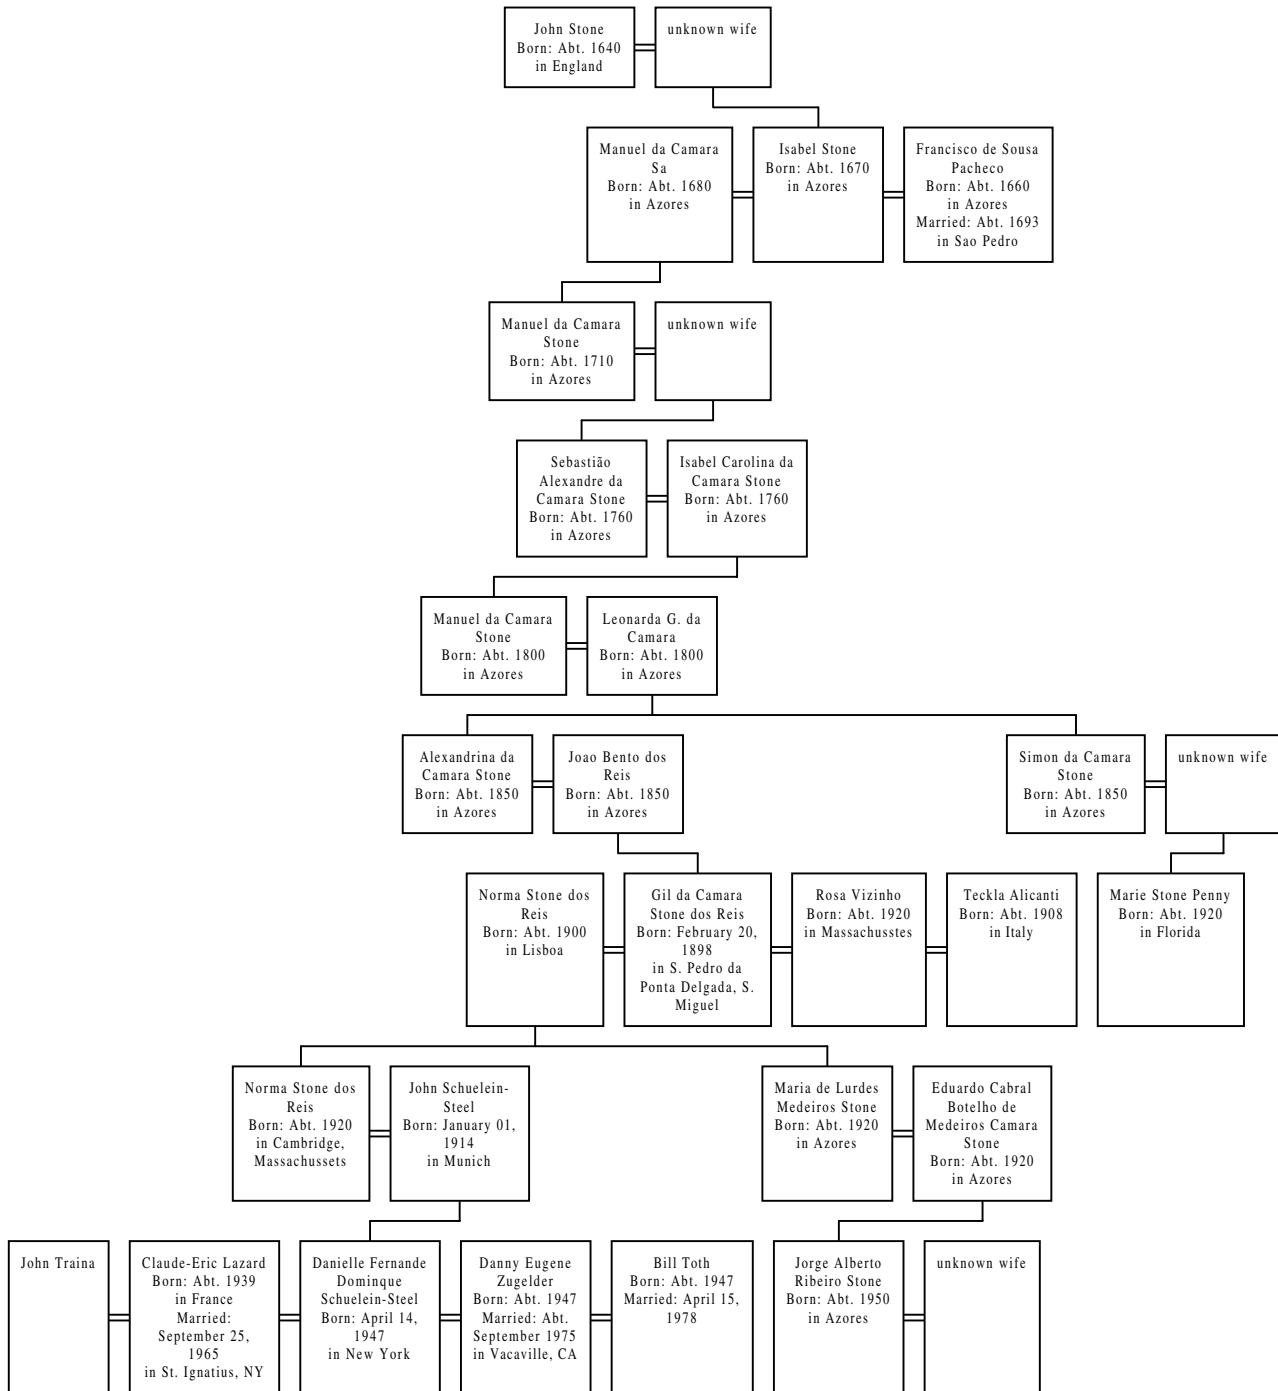 John Stone
Born: Abt. 1640
in England
unknown wife
Manuel da Camara
Sa
Born: Abt. 1680
in Azores
Isabel Stone
Born: Abt. 1670
in Azores
Francisco de Sousa
Pacheco
Born: Abt. 1660
in Azores
Married: Abt. 1693
in Sao Pedro
Manuel da Camara
Stone
Born: Abt. 1710
in Azores
unknown wife
Sebastião
Alexandre da
Camara Stone
Born: Abt. 1760
in Azores
Isabel Carolina da
Camara Stone
Born: Abt. 1760
in Azores
Manuel da Camara
Stone
Born: Abt. 1800
in Azores
Leonarda G. da
Camara
Born: Abt. 1800
in Azores
Alexandrina da
Camara Stone
Born: Abt. 1850
in Azores
Joao Bento dos
Reis
Born: Abt. 1850
in Azores
Simon da Camara
Stone
Born: Abt. 1850
in Azores
unknown wife
Norma Stone dos
Reis
Born: Abt. 1900
in Lisboa
Gil da Camara
Stone dos Reis
Born: February 20,
1898
in S. Pedro da
Ponta Delgada, S.
Miguel
Rosa Vizinho
Born: Abt. 1920
in Massachusstes
Teckla Alicanti
Born: Abt. 1908
in Italy
Marie Stone Penny
Born: Abt. 1920
in Florida
Norma Stone dos
Reis
Born: Abt. 1920
in Cambridge,
Massachussets
John Schuelein-
Steel
Born: January 01,
1914
in Munich
Maria de Lurdes
Medeiros Stone
Born: Abt. 1920
in Azores
Eduardo Cabral
Botelho de
Medeiros Camara
Stone
Born: Abt. 1920
in Azores
John Traina
Claude-Eric Lazard
Born: Abt. 1939
in France
Married:
September 25,
1965
in St. Ignatius, NY
Danielle Fernande
Dominque
Schuelein-Steel
Born: April 14,
1947
in New York
Danny Eugene
Zugelder
Born: Abt. 1947
Married: Abt.
September 1975
in Vacaville, CA
Bill Toth
Born: Abt. 1947
Married: April 15,
1978
Jorge Alberto
Ribeiro Stone
Born: Abt. 1950
in Azores
unknown wife